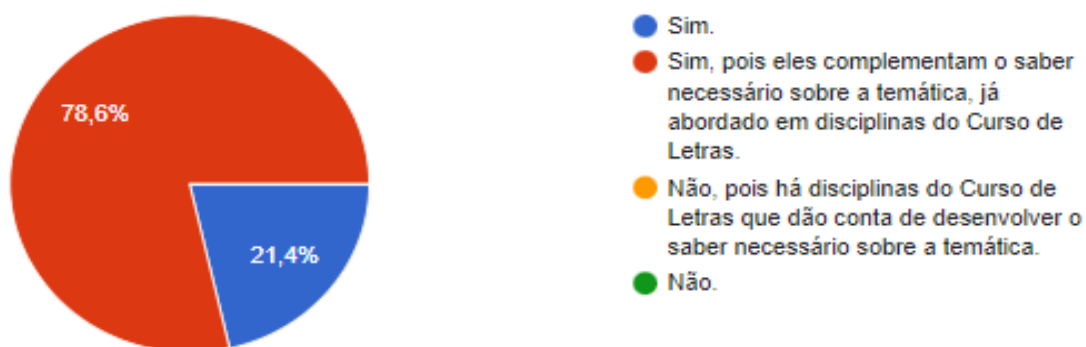 78,6%
21,4%
Sim.
Sim, pois eles complementam o saber
necessário sobre a temática, já
abordado em disciplinas do Curso de
Letras.
Não, pois há disciplinas do Curso de
Letras que dão conta de desenvolver o
saber necessário sobre a temática.
Não.